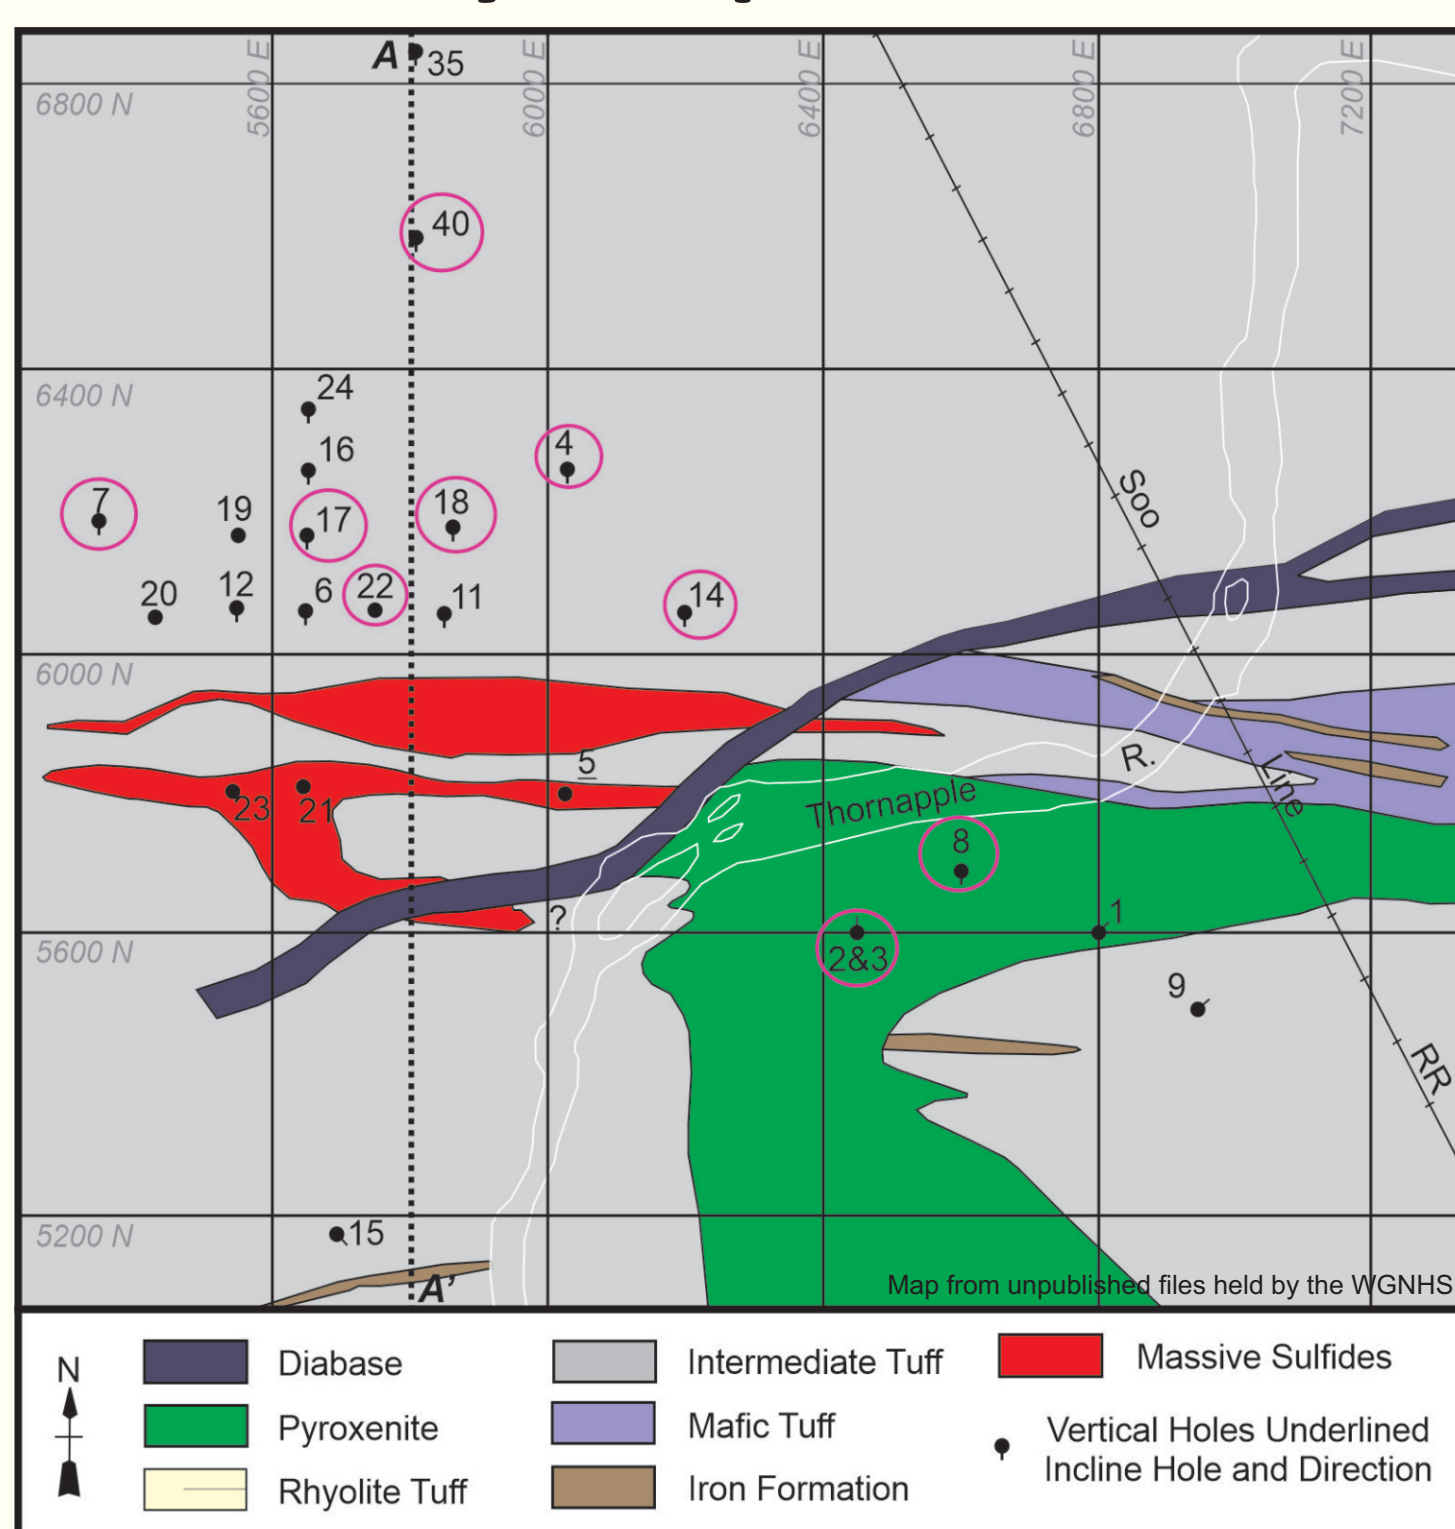 A
35
5600 E
6000 E
6400 E
6800 E
7200 E
6800 N
40
6400 N
24
16
4
7
19
17
18
Soo
20
12
6
22
11
14
6000 N
5
R.
Line
23
21
Thornapple
8
?
1
5600 N
2&3
9
RR
5200 N
15
A’
Map from unpublished files held by the WGNHS
N
Diabase
Intermediate Tuff
Massive Sulfides
Pyroxenite
Mafic Tuff
Vertical Holes Underlined
Incline Hole and Direction
Rhyolite Tuff
Iron Formation